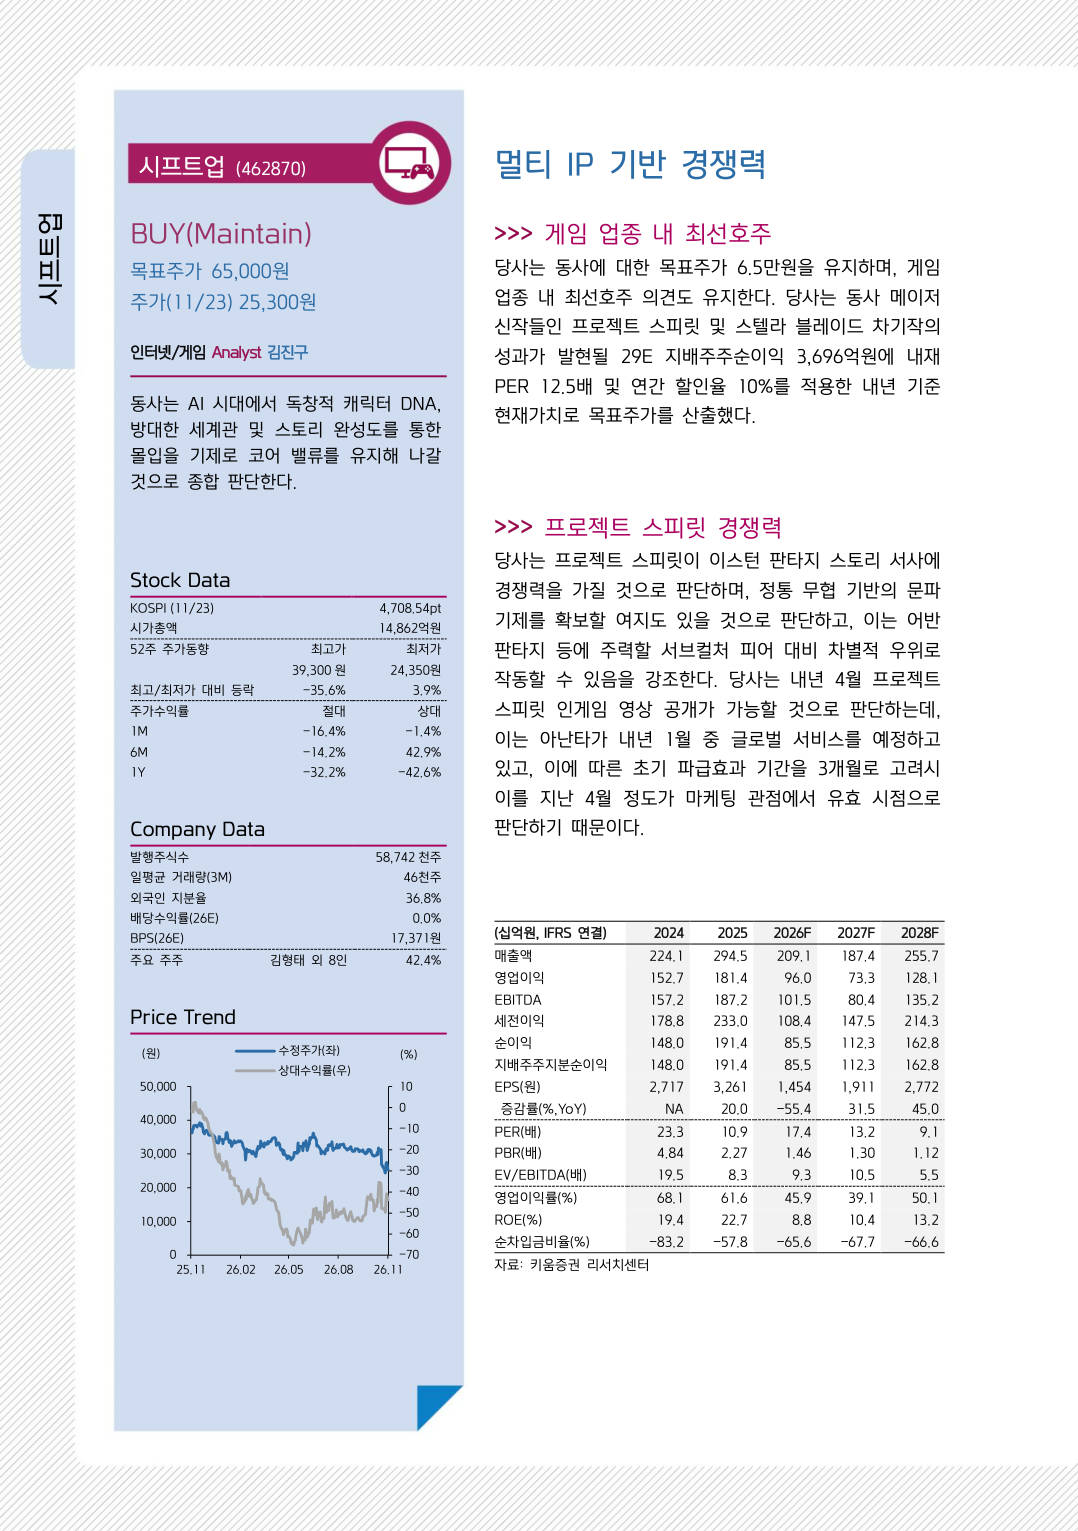 시프트업
시프트업 (462870)
BUY(Maintain)
목표주가 65,000원
주가(11/23) 25,300원
인터넷/게임 Analyst 김진구
동사는 AI 시대에서 독창적 캐릭터 DNA,
방대한 세계관 및 스토리 완성도를 통한
몰입을 기제로 코어 밸류를 유지해 나갈
것으로 종합 판단한다.
Stock Data
KOSPI (11/23) 4,708.54pt
시가총액 14,862억원
52주 주가동향 최고가 최저가
39,300 원 24,350원
최고/최저가 대비 등락 -35.6% 3.9%
주가수익률 절대 상대
1M -16.4% -1.4%
6M -14.2% 42.9%
1Y -32.2% -42.6%
Company Data
발행주식수 58,742 천주
일평균 거래량(3M) 46천주
외국인 지분율 36.8%
배당수익률(26E) 0.0%
BPS(26E) 17,371원
주요 주주 김형태 외 8인 42.4%
Price Trend
(원) 수정주가(좌) (%)
상대수익률(우)
50,000 10
40,000 0
30,000 -10
20,000 -20
10,000 -30
0 -40
-50
-60
-70
25.11 26.02 26.05 26.08 26.11
멀티 IP 기반 경쟁력
>>> 게임 업종 내 최선호주
당사는 동사에 대한 목표주가 6.5만원을 유지하며, 게임
업종 내 최선호주 의견도 유지한다. 당사는 동사 메이저
신작들인 프로젝트 스피릿 및 스텔라 블레이드 차기작의
성과가 발현될 29E 지배주주순이익 3,696억원에 내재
PER 12.5배 및 연간 할인율 10%를 적용한 내년 기준
현재가치로 목표주가를 산출했다.
>>> 프로젝트 스피릿 경쟁력
당사는 프로젝트 스피릿이 이스턴 판타지 스토리 서사에
경쟁력을 가질 것으로 판단하며, 정통 무협 기반의 문파
기제를 확보할 여지도 있을 것으로 판단하고, 이는 어반
판타지 등에 주력할 서브컬처 피어 대비 차별적 우위로
작동할 수 있음을 강조한다. 당사는 내년 4월 프로젝트
스피릿 인게임 영상 공개가 가능할 것으로 판단하는데,
이는 아난타가 내년 1월 중 글로벌 서비스를 예정하고
있고, 이에 따른 초기 파급효과 기간을 3개월로 고려시
이를 지난 4월 정도가 마케팅 관점에서 유효 시점으로
판단하기 때문이다.
(십억원, IFRS 연결) 2024 2025 2026F 2027F 2028F
매출액 224.1 294.5 209.1 187.4 255.7
영업이익 152.7 181.4 96.0 73.3 128.1
EBITDA 157.2 187.2 101.5 80.4 135.2
세전이익 178.8 233.0 108.4 147.5 214.3
순이익 148.0 191.4 85.5 112.3 162.8
지배주주지분순이익 148.0 191.4 85.5 112.3 162.8
EPS(원) 2,717 3,261 1,454 1,911 2,772
증감률(%,YoY) NA 20.0 -55.4 31.5 45.0
PER(배) 23.3 10.9 17.4 13.2 9.1
PBR(배) 4.84 2.27 1.46 1.30 1.12
EV/EBITDA(배) 19.5 8.3 9.3 10.5 5.5
영업이익률(%) 68.1 61.6 45.9 39.1 50.1
ROE(%) 19.4 22.7 8.8 10.4 13.2
순차입금비율(%) -83.2 -57.8 -65.6 -67.7 -66.6
자료: 키움증권 리서치센터